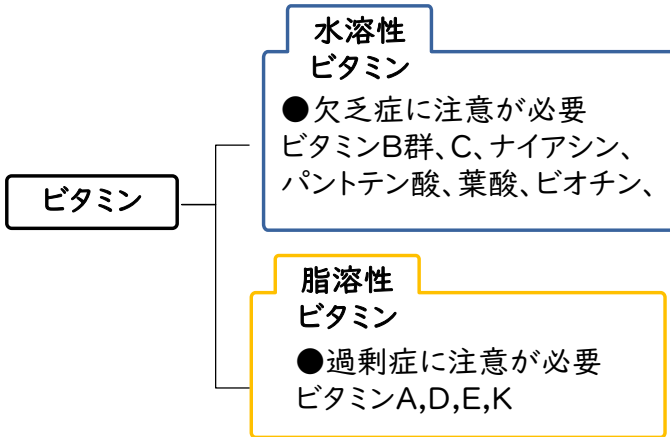 水溶性
ビタミン
●欠乏症に注意が必要
ビタミンB群、C、ナイアシン、
パントテン酸、葉酸、ビオチン、
ビタミン
脂溶性
ビタミン
●過剰症に注意が必要
ビタミンA,D,E,K